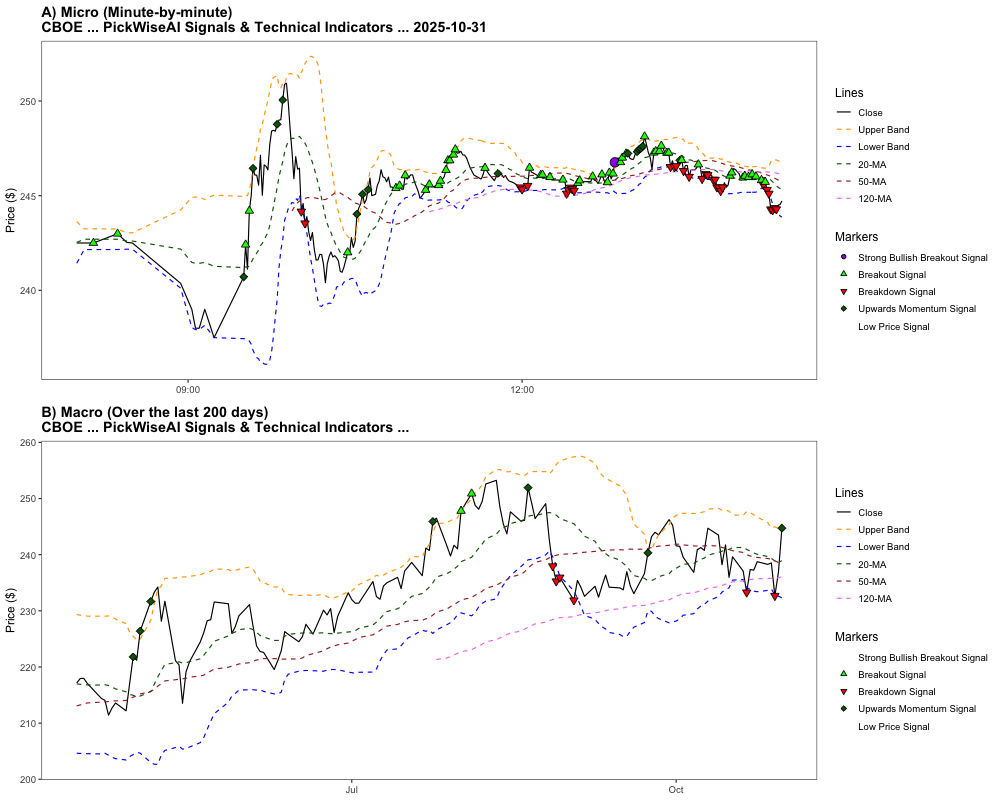 A) Micro (Minute-by-minute)
CBOE ... PickWiseAI Signals & Technical Indicators ... 2025-10-31
Price ($)
250
245
240
09:00
12:00
Lines
Close
Upper Band
Lower Band
20-MA
50-MA
120-MA
Markers
Strong Bullish Breakout Signal
Breakout Signal
Breakdown Signal
Upwards Momentum Signal
Low Price Signal
B) Macro (Over the last 200 days)
CBOE ... PickWiseAI Signals & Technical Indicators ...
Price ($)
260
250
240
230
220
210
200
Jul
Oct
Lines
Close
Upper Band
Lower Band
20-MA
50-MA
120-MA
Markers
Strong Bullish Breakout Signal
Breakout Signal
Breakdown Signal
Upwards Momentum Signal
Low Price Signal